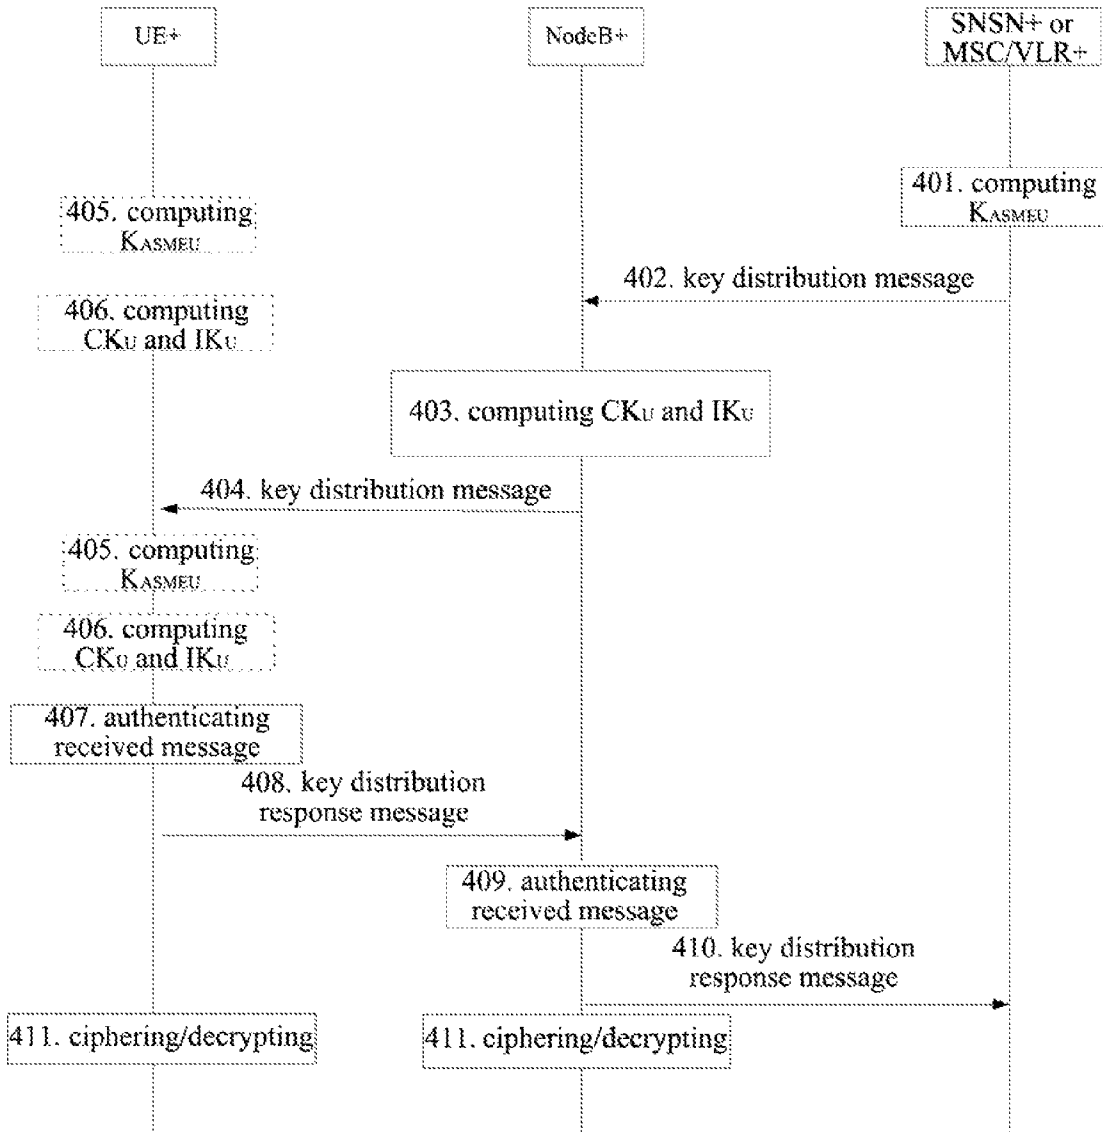 UE+
NodeB+
SNSN+ or
MSC/VLR+
401. computing
KASMEU
405. computing
KASMEU
402. key distribution message
406. computing
CKU and IKU
403. computing CKU and IKU
404. key distribution message
405. computing
KASMEU
406. computing
CKU and IKU
407. authenticating
received message
408. key distribution
response message
409. authenticating
received message
410. key distribution
response message
411. ciphering/decrypting
411. ciphering/decrypting